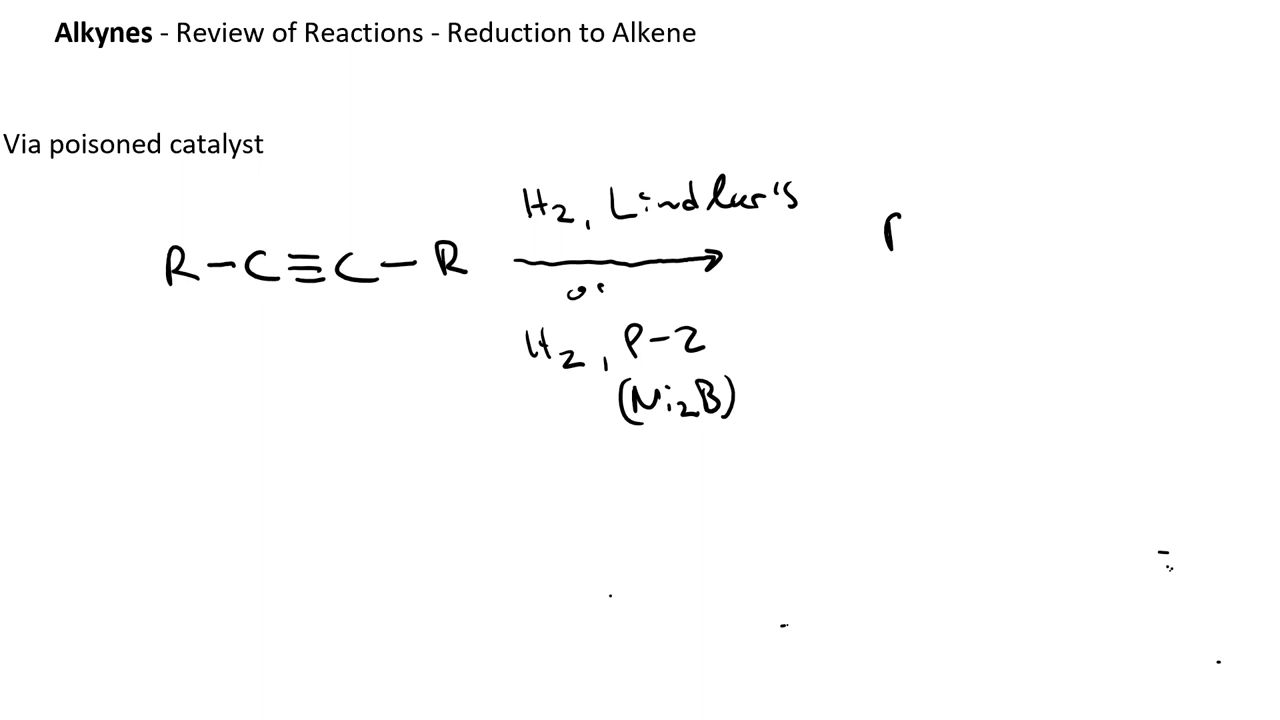 Alkynes - Review of Reactions - Reduction to Alkene
Via poisoned catalyst
H₂, Lindlar's
R-C≡C-R
or
H₂, P-2
(Ni₂B)